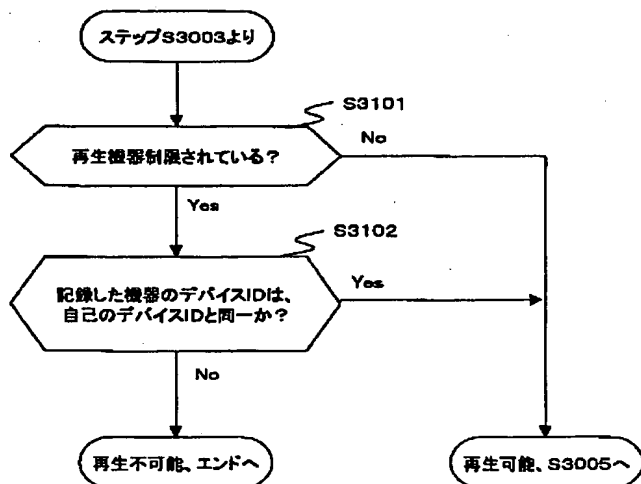 ステップS3003より
S3101
再生機器制限されている?
No
Yes
S3102
記録した機器のデバイスIDは、
自己のデバイスIDと同一か?
Yes
No
再生不可能、エンドへ
再生可能、S3005へ